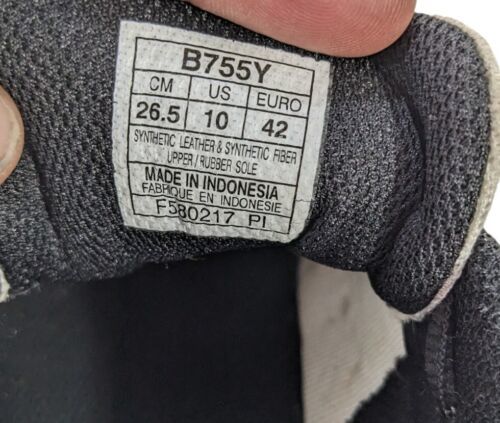 B755Y
CM US EURO
26.5 10 42
SYNTHETIC LEATHER & SYNTHETIC FIBER
UPPER / RUBBER SOLE
MADE IN INDONESIA
FABRIQUE EN INDONESIE
F580217 PI